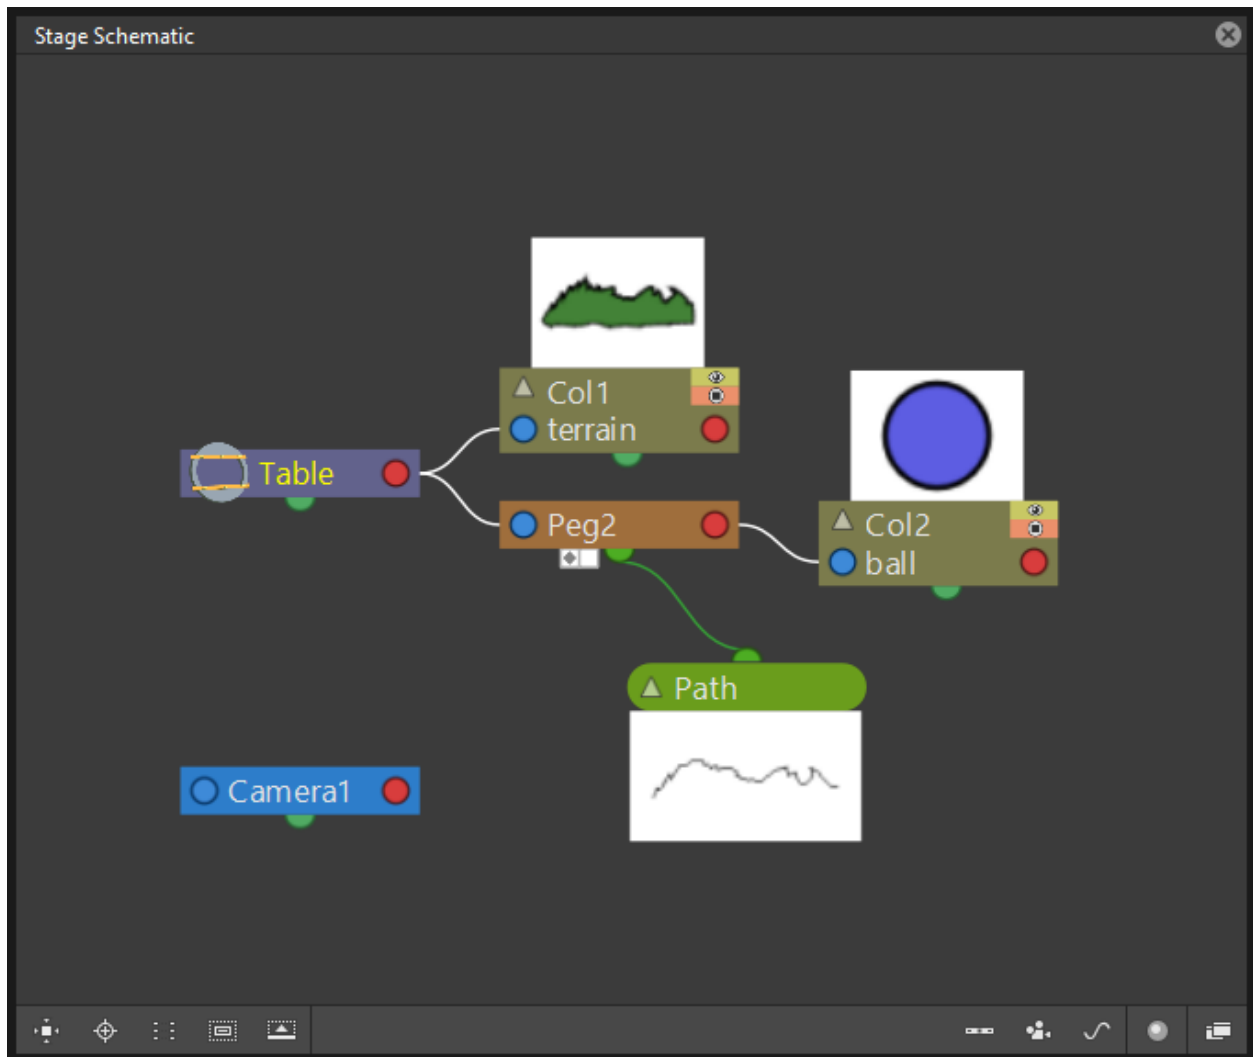 Stage Schematic
Col1
terrain
Table
Peg2
Col2
ball
Path
Camera1